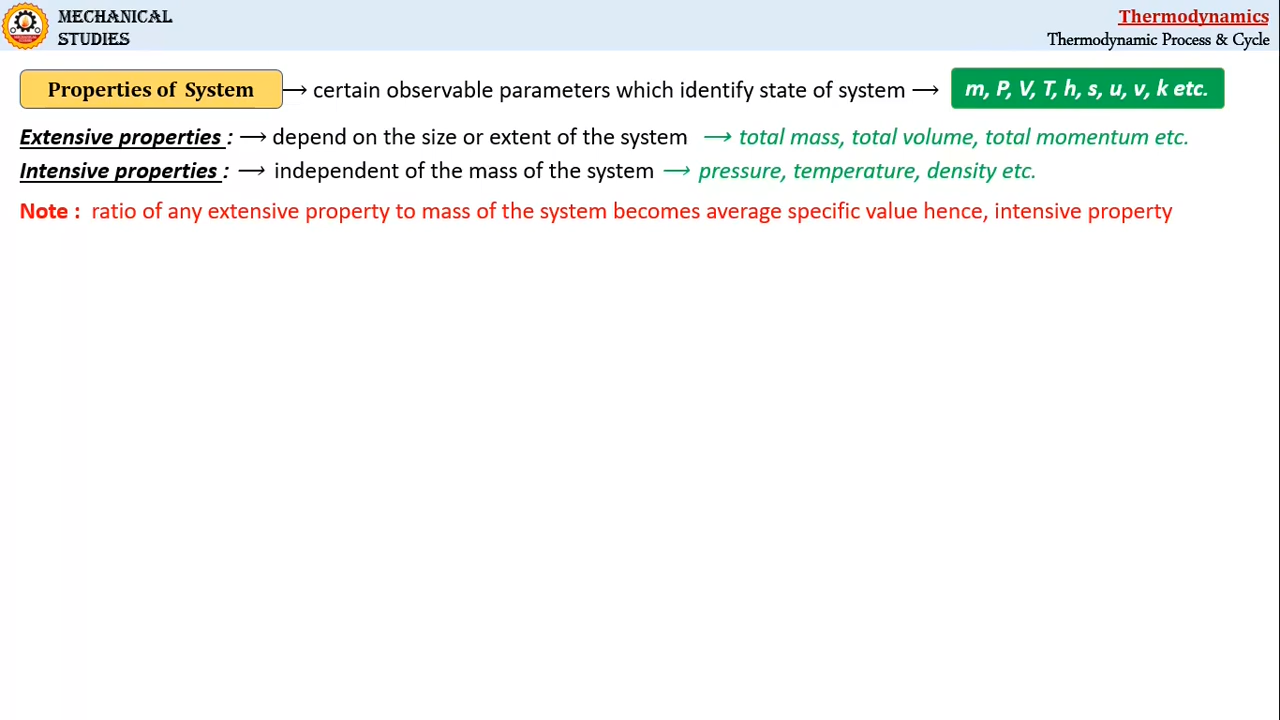 MECHANICAL
STUDIES
Thermodynamics
Thermodynamic Process & Cycle
Properties of System → certain observable parameters which identify state of system → m, P, V, T, h, s, u, v, k etc.
Extensive properties : → depend on the size or extent of the system → total mass, total volume, total momentum etc.
Intensive properties : → independent of the mass of the system → pressure, temperature, density etc.
Note : ratio of any extensive property to mass of the system becomes average specific value hence, intensive property